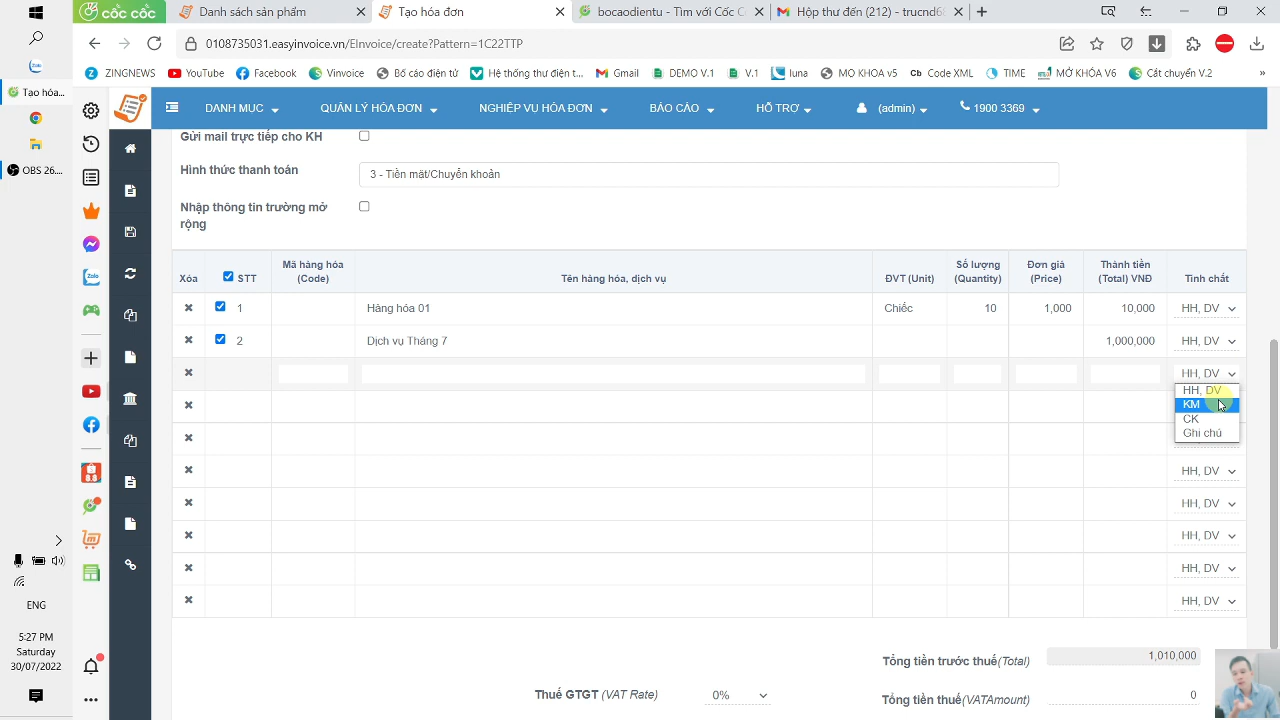 cốc cốc
Danh sách sản phẩm
Tạo hóa đơn
bocaodientu - Tìm với Cốc C
Hộp thư đến (212) - trucnd68
0108735031.easyinvoice.vn/EInvoice/create?Pattern=1C22TTP
ZINGNEWS
YouTube
Facebook
Vinvoice
Bố cáo điện tử
Hệ thống thư điện t...
Gmail
DEMO V.1
V.1
luna
MO KHOA v5
Cb Code XML
TIME
MỞ KHÓA V6
Cắt chuyển V.2
»
Zalo
Tạo hóa...
OBS 26....
DANH MỤC
QUẢN LÝ HÓA ĐƠN
NGHIỆP VỤ HÓA ĐƠN
BÁO CÁO
HỖ TRỢ
(admin)
1900 3369
Gửi mail trực tiếp cho KH
Hình thức thanh toán
3 - Tiền mặt/Chuyển khoản
Nhập thông tin trường mở
rộng
Xóa
STT
Mã hàng hóa
(Code)
Tên hàng hóa, dịch vụ
ĐVT (Unit)
Số lượng
(Quantity)
Đơn giá
(Price)
Thành tiền
(Total) VNĐ
Tính chất
1
Hàng hóa 01
Chiếc
10
1,000
10,000
HH, DV
2
Dịch vụ Tháng 7
1,000,000
HH, DV
HH, DV
HH, DV
KM
CK
Ghi chú
HH, DV
HH, DV
HH, DV
HH, DV
HH, DV
Tổng tiền trước thuế(Total)
1,010,000
Thuế GTGT (VAT Rate)
0%
Tổng tiền thuế(VATAmount)
0
ENG
5:27 PM
Saturday
30/07/2022